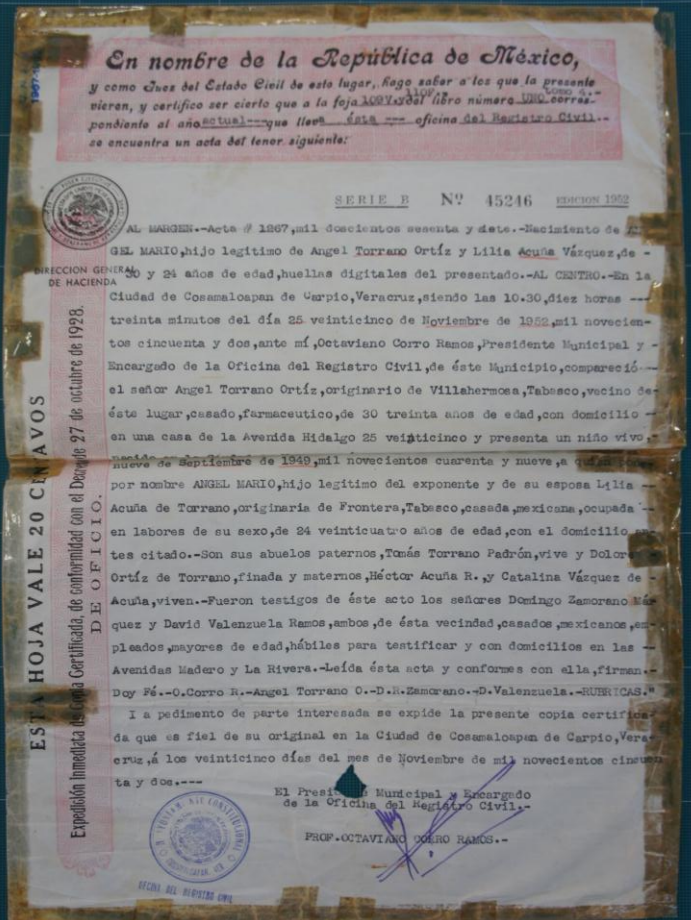 En nombre de la República de México,
y como Juez del Estado Civil de este lugar, hago saber a los que la presente
vieren, y certifico ser cierto que a la foja 109V.y 110F.- del libro número UNO tomo 4.- corres-
pondiente al año actual---que lleva ésta --- oficina del Registro Civil.-
se encuentra un acta del tenor siguiente:
SERIE B Nº 45246 EDICION 1952
DIRECCION GENERAL
DE HACIENDA
ESTA HOJA VALE 20 CENTAVOS
Expedición Inmediata de Copia Certificada, de conformidad con el Decreto de 27 de octubre de 1928.
DE OFICIO.
AL MARGEN.-Acta # 1267,mil doscientos sesenta y siete.-Nacimiento de
GEL MARIO,hijo legitimo de Angel Torrano Ortíz y Lilia Acuña Vázquez,de-
30 y 24 años de edad,huellas digitales del presentado.-AL CENTRO.-En la
Ciudad de Cosamaloapan de Carpio,Veracruz,siendo las 10.30,diez horas ---
treinta minutos del día 25 veinticinco de Noviembre de 1952,mil novecien-
tos cincuenta y dos,ante mí,Octaviano Corro Ramos,Presidente Municipal y-
Encargado de la Oficina del Registro Civil,de éste Municipio,compareció--
el señor Angel Torrano Ortíz,originario de Villahermosa,Tabasco,vecino de-
éste lugar,casado,farmaceutico,de 30 treinta años de edad,con domicilio --
en una casa de la Avenida Hidalgo 25 veinticinco y presenta un niño vivo,-
nueve de Septiembre de 1949,mil novecientos cuarenta y nueve,a
por nombre ANGEL MARIO,hijo legitimo del exponente y de su esposa Lilia -
Acuña de Torrano,originaria de Frontera,Tabasco,casada,mexicana,ocupada -
en labores de su sexo,de 24 veinticuatro años de edad,con el domicilio an-
tes citado.-Son sus abuelos paternos,Tomás Torrano Padrón,vive y Dolores
Ortíz de Torrano,finada y maternos,Héctor Acuña R.,y Catalina Vázquez de -
Acuña,viven.-Fueron testigos de éste acto los señores Domingo Zamorano Már
quez y David Valenzuela Ramos,ambos,de ésta vecindad,casados,mexicanos,em-
pleados,mayores de edad,hábiles para testificar y con domicilios en las --
Avenidas Madero y La Rivera.-Leída ésta acta y conformes con ella,firman.-
Doy Fé.-O.Corro R.-Angel Torrano O.-D.R.Zamorano.-D.Valenzuela.-RUBRICAS."
I a pedimento de parte interesada se expide la presente copia certifica-
da que es fiel de su original en la Ciudad de Cosamaloapan de Carpio,Vera-
cruz,á los veinticinco días del mes de Noviembre de mil novecientos cincuen
ta y dos.---
El Presidente Municipal y Encargado
de la Oficina del Registro Civil.-
PROF.OCTAVIANO CORRO RAMOS.-
OFICINA DEL REGISTRO CIVIL